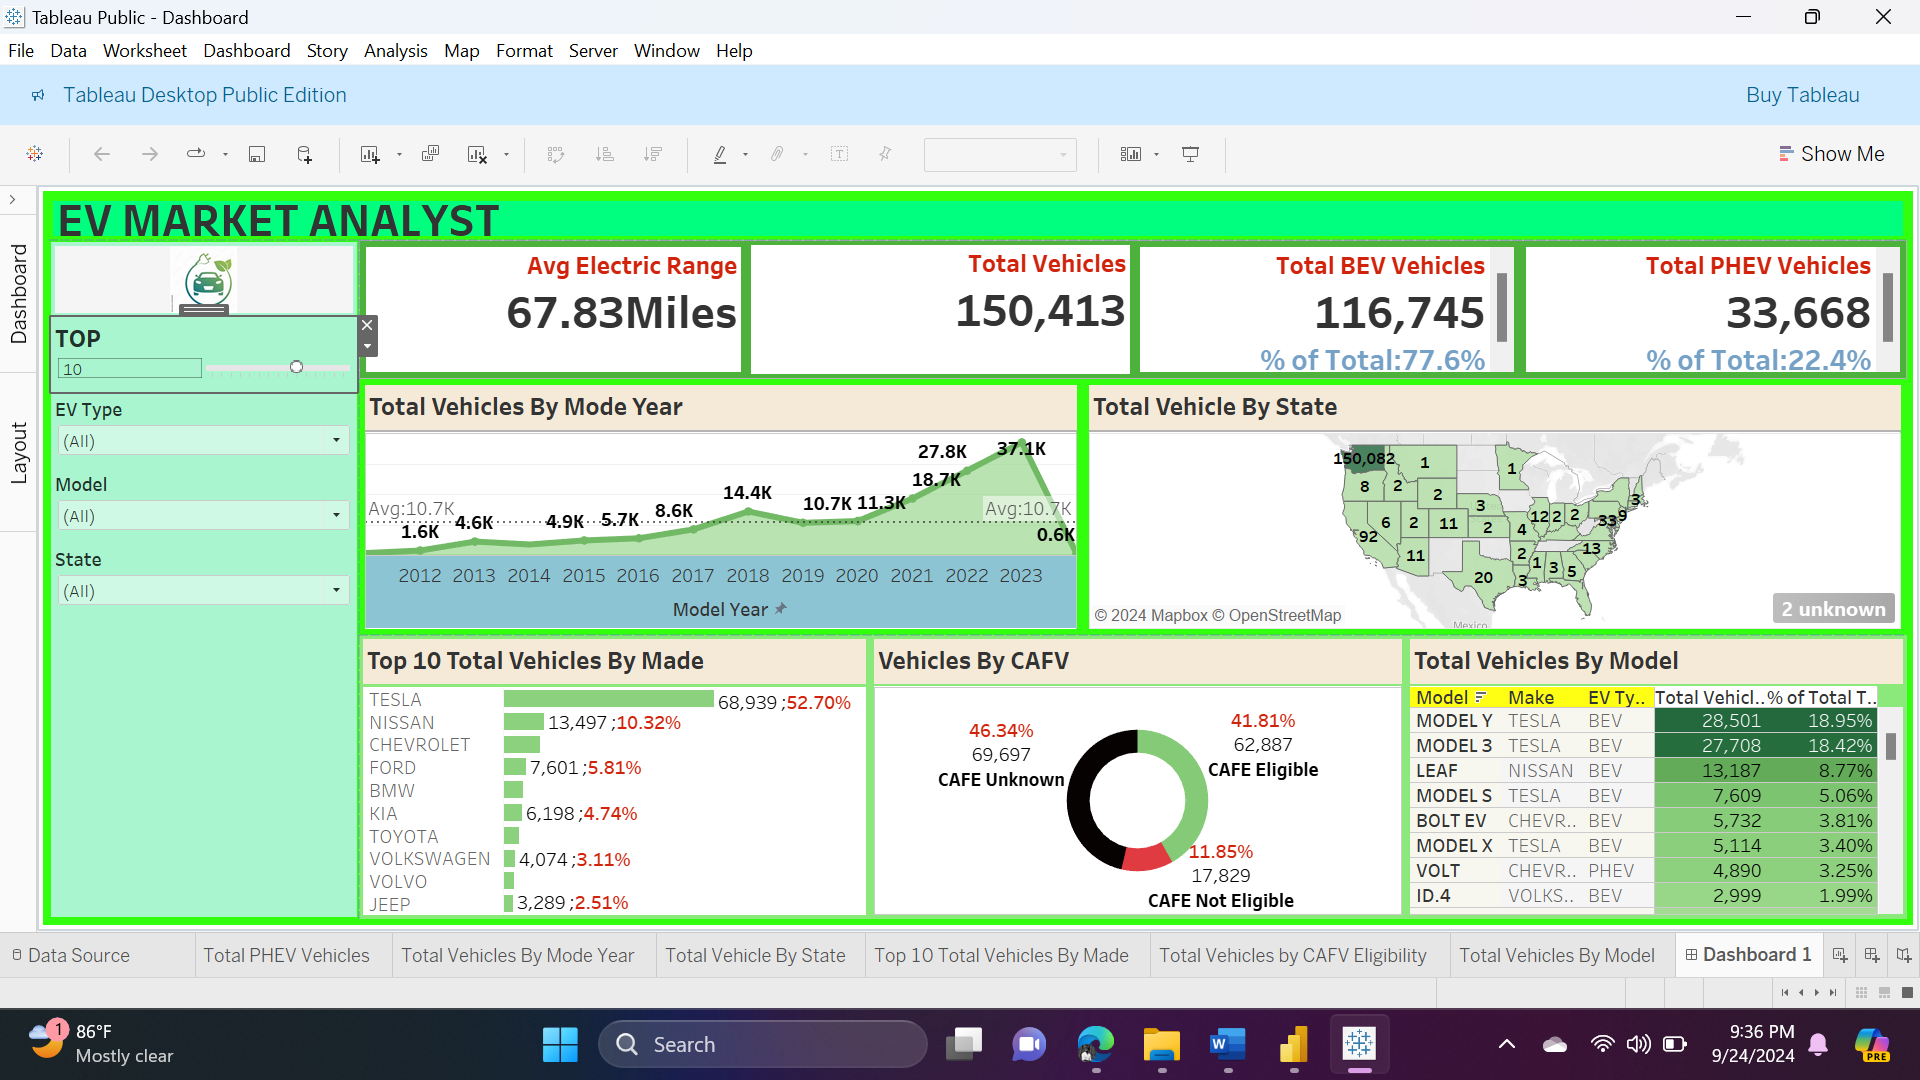 Tableau Public - Dashboard
File Data Worksheet Dashboard Story Analysis Map Format Server Window Help
Tableau Desktop Public Edition
Buy Tableau
Show Me
Dashboard
Layout
EV MARKET ANALYST
TOP
10
EV Type
(All)
Model
(All)
State
(All)
Avg Electric Range
67.83Miles
Total Vehicles
150,413
Total BEV Vehicles
116,745
% of Total:77.6%
Total PHEV Vehicles
33,668
% of Total:22.4%
Total Vehicles By Mode Year
37.1K
27.8K
18.7K
14.4K
10.7K 11.3K
Avg:10.7K
Avg:10.7K
8.6K
4.6K
4.9K
5.7K
1.6K
0.6K
2012 2013 2014 2015 2016 2017 2018 2019 2020 2021 2022 2023
Model Year
Total Vehicle By State
150,082
1
1
8
2
2
3
3
6
2
11
2
4
12
2
2
33
9
92
11
2
13
1
3
5
20
3
Mexico
© 2024 Mapbox © OpenStreetMap
2 unknown
Top 10 Total Vehicles By Made
TESLA 68,939 ;52.70%
NISSAN 13,497 ;10.32%
CHEVROLET
FORD 7,601 ;5.81%
BMW
KIA 6,198 ;4.74%
TOYOTA
VOLKSWAGEN 4,074 ;3.11%
VOLVO
JEEP 3,289 ;2.51%
Vehicles By CAFV
46.34%
69,697
CAFE Unknown
41.81%
62,887
CAFE Eligible
11.85%
17,829
CAFE Not Eligible
Total Vehicles By Model
Model Make EV Ty.. Total Vehicl.. % of Total T..
MODEL Y TESLA BEV 28,501 18.95%
MODEL 3 TESLA BEV 27,708 18.42%
LEAF NISSAN BEV 13,187 8.77%
MODEL S TESLA BEV 7,609 5.06%
BOLT EV CHEVR.. BEV 5,732 3.81%
MODEL X TESLA BEV 5,114 3.40%
VOLT CHEVR.. PHEV 4,890 3.25%
ID.4 VOLKS.. BEV 2,999 1.99%
Data Source Total PHEV Vehicles Total Vehicles By Mode Year Total Vehicle By State Top 10 Total Vehicles By Made Total Vehicles by CAFV Eligibility Total Vehicles By Model Dashboard 1
1
86°F
Mostly clear
Search
W
9:36 PM
9/24/2024
PRE